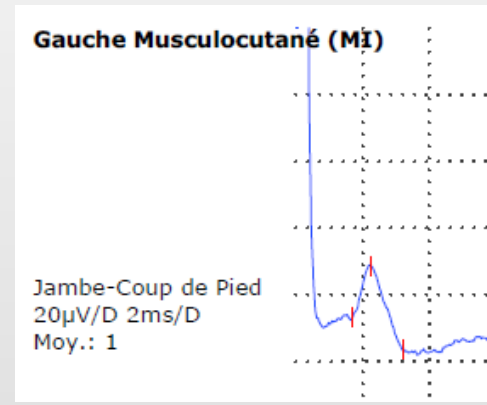 Gauche Musculocutané (MI)
Jambe-Coup de Pied
20µV/D 2ms/D
Moy.: 1